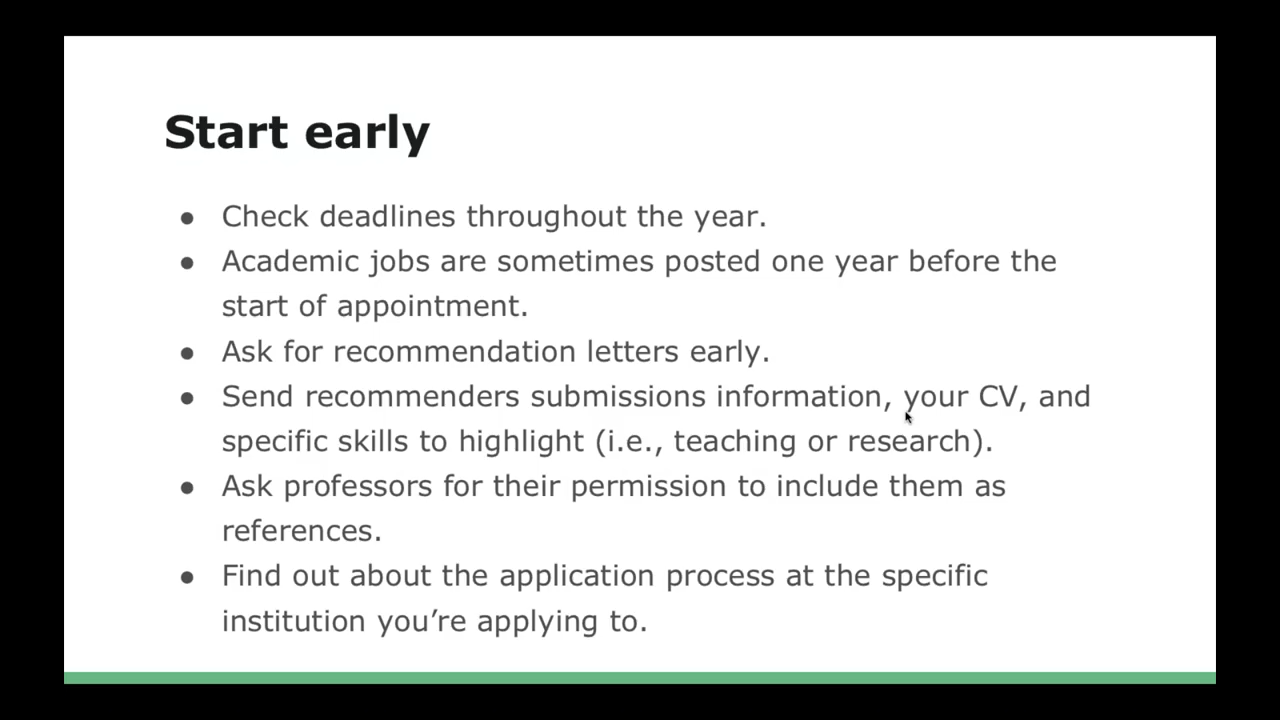 Start early
● Check deadlines throughout the year.
● Academic jobs are sometimes posted one year before the
start of appointment.
● Ask for recommendation letters early.
● Send recommenders submissions information, your CV, and
specific skills to highlight (i.e., teaching or research).
● Ask professors for their permission to include them as
references.
● Find out about the application process at the specific
institution you’re applying to.